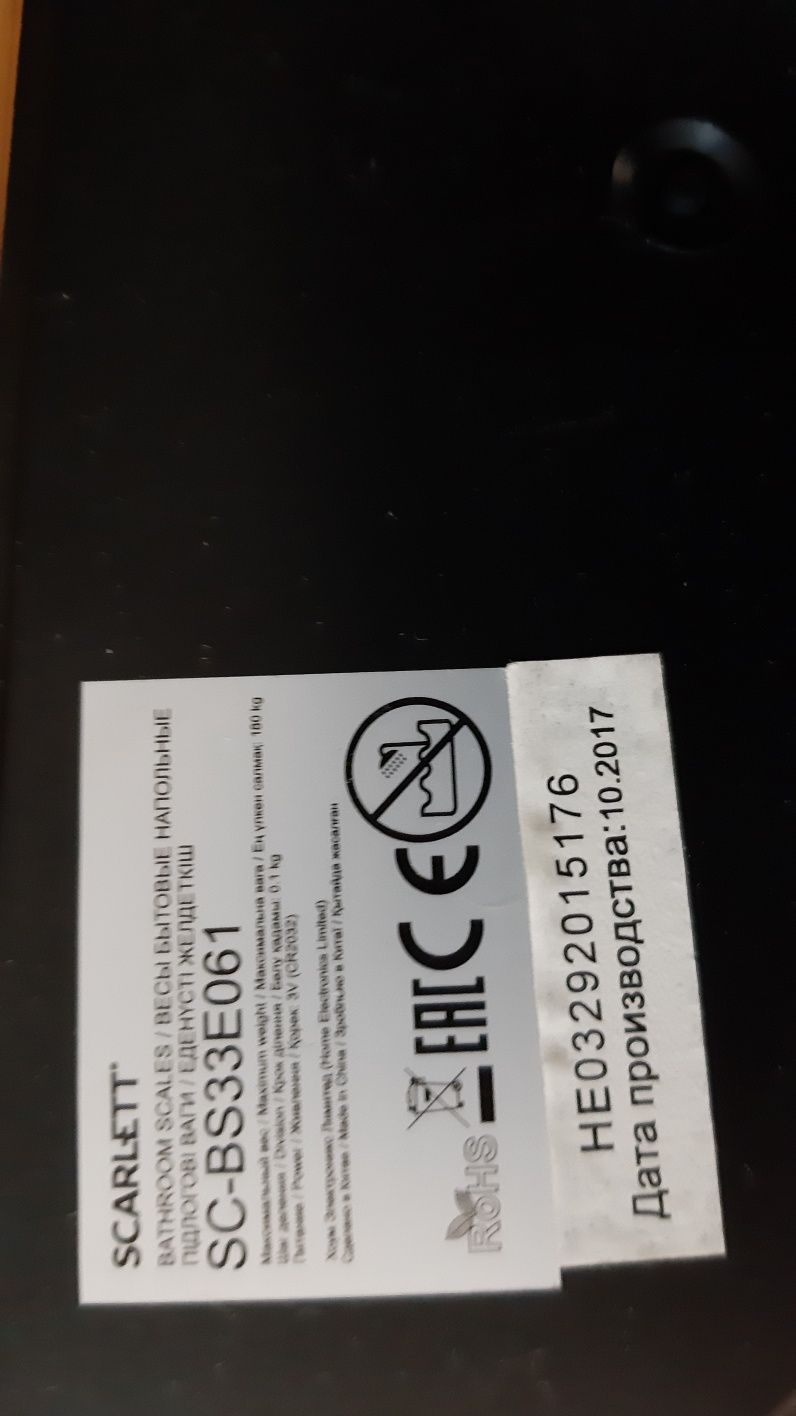 SCARLETT
BATHROOM SCALES / ВЕСЫ БЫТОВЫЕ НАПОЛЬНЫЕ
ПІДЛОГОВІ ВАГИ / ЕДЕНҮСТІ ЖЕЛДЕТКІШ
SC-BS33E061
Максимальный вес / Maximum weight / Максимальна вага / Ең үлкен салмақ: 180 kg
Шаг деления / Division / Крок ділення / Бөлу қадамы: 0.1 kg
Питание / Power / Живлення / Қорек: 3V (CR2032)
Хоум Электроникс Лимитед (Home Electronics Limited)
Сделано в Китае / Made in China / Зроблено в Китаї / Қытайда жасалған
RoHS EAC CE
HE03292015176
Дата производства:10.2017